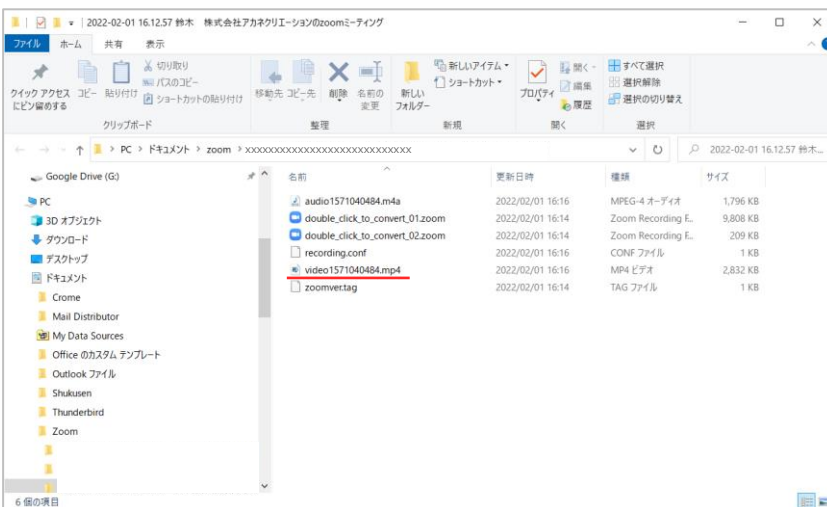 2022-02-01 16.12.57 鈴木　株式会社アカネクリエーションのzoomミーティング
ファイル ホーム 共有 表示
クイック アクセスにピン留めする
コピー
貼り付け
切り取り
パスのコピー
ショートカットの貼り付け
移動先 コピー先 削除 名前の変更
新しいフォルダー
新しいアイテム
ショートカット
プロパティ
開く
編集
履歴
すべて選択
選択解除
選択の切り替え
クリップボード 整理 新規 開く 選択
> PC > ドキュメント > zoom > xxxxxxxxxxxxxxxxxxxxxxxxxxxxxx
2022-02-01 16.12.57 鈴木...
Google Drive (G:)
PC
3D オブジェクト
ダウンロード
デスクトップ
ドキュメント
Crome
Mail Distributor
My Data Sources
Office のカスタム テンプレート
Outlook ファイル
Shukusen
Thunderbird
Zoom
名前 更新日時 種類 サイズ
audio1571040484.m4a 2022/02/01 16:16 MPEG-4 オーディオ 1,796 KB
double_click_to_convert_01.zoom 2022/02/01 16:14 Zoom Recording F... 9,808 KB
double_click_to_convert_02.zoom 2022/02/01 16:14 Zoom Recording F... 209 KB
recording.conf 2022/02/01 16:16 CONF ファイル 1 KB
video1571040484.mp4 2022/02/01 16:16 MP4 ビデオ 2,832 KB
zoomver.tag 2022/02/01 16:14 TAG ファイル 1 KB
6 個の項目